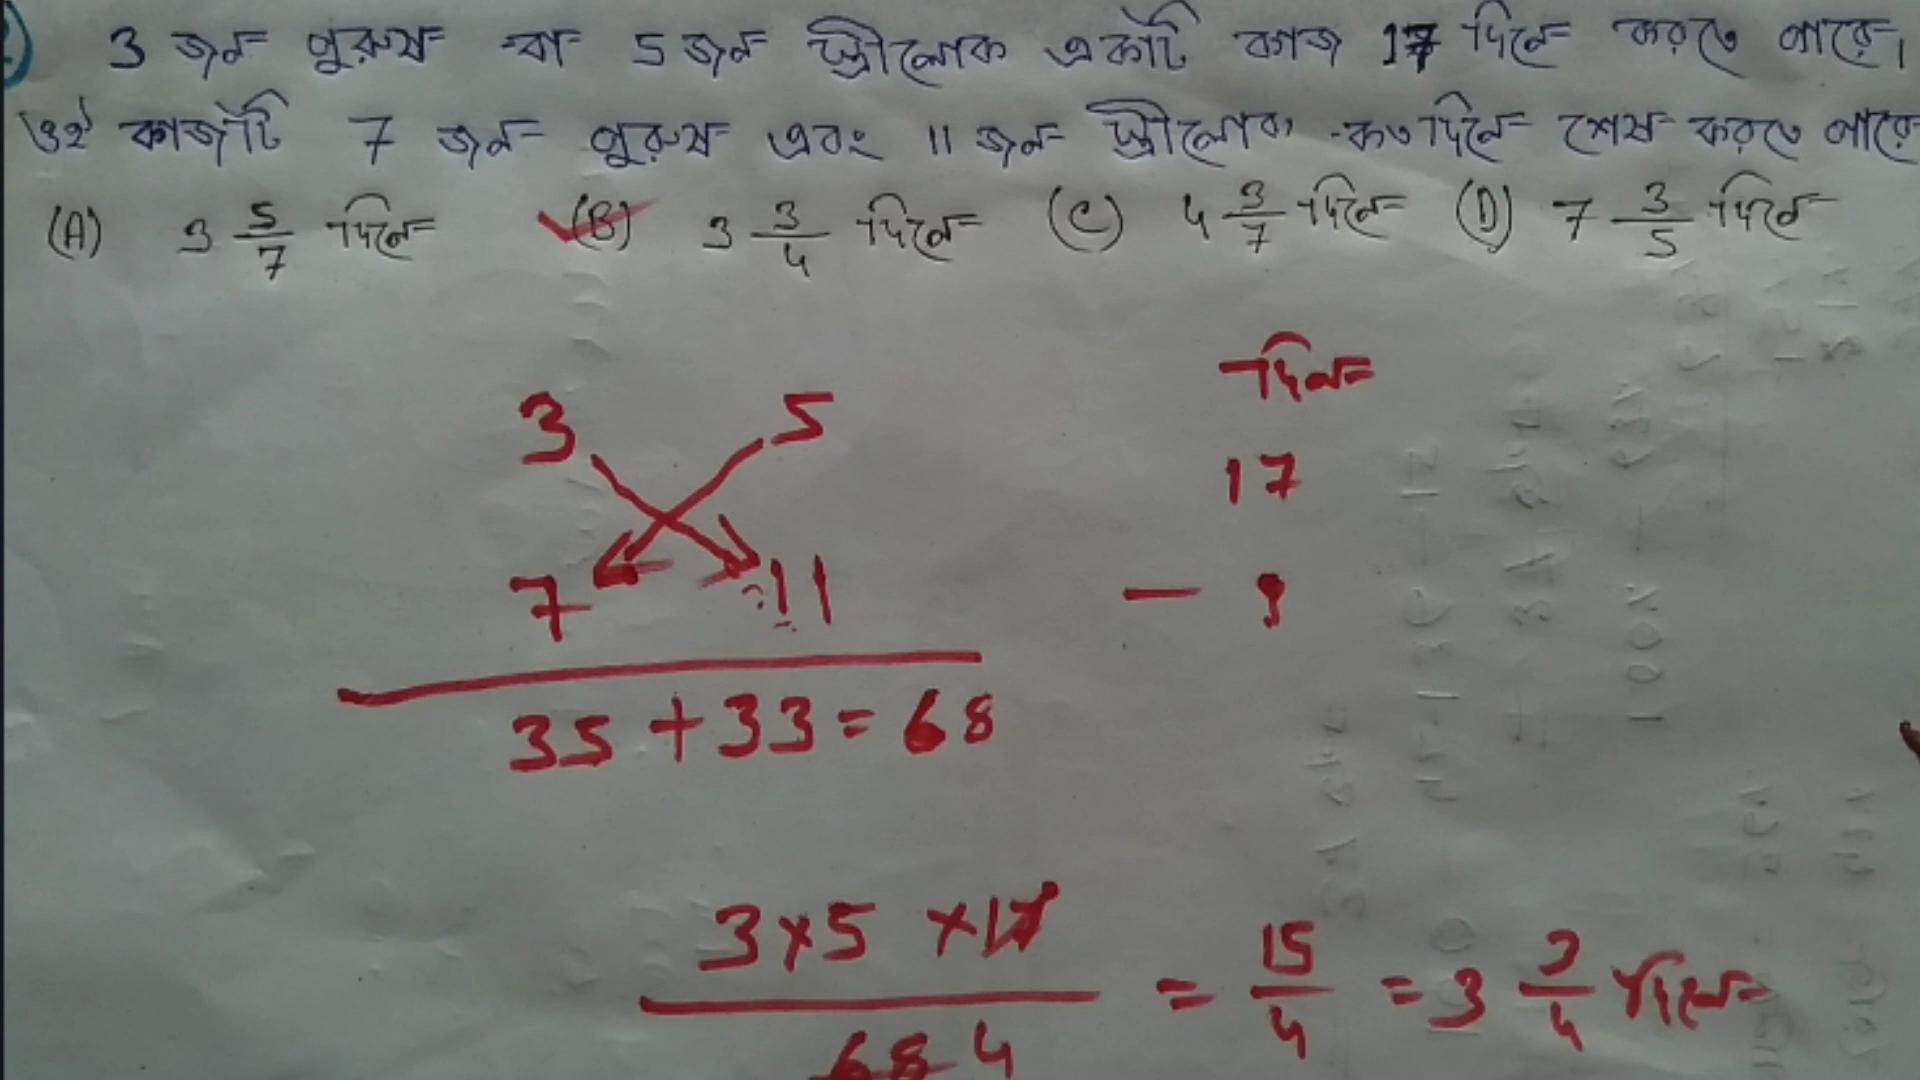 3 জন পুরুষ বা 5 জন স্ত্রীলোক একটি কাজ 17 দিনে করতে পারে।
ওই কাজটি 7 জন পুরুষ এবং 11 জন স্ত্রীলোক কতদিনে শেষ করতে পারে
(A) 3 5/7 দিনে (B) 3 3/4 দিনে (C) 4 3/7 দিনে (D) 7 3/5 দিনে
দিন
3 5 17
7 11 — ?
35 + 33 = 68
3 × 5 × 17 / 68 4 = 15/4 = 3 3/4 দিনে